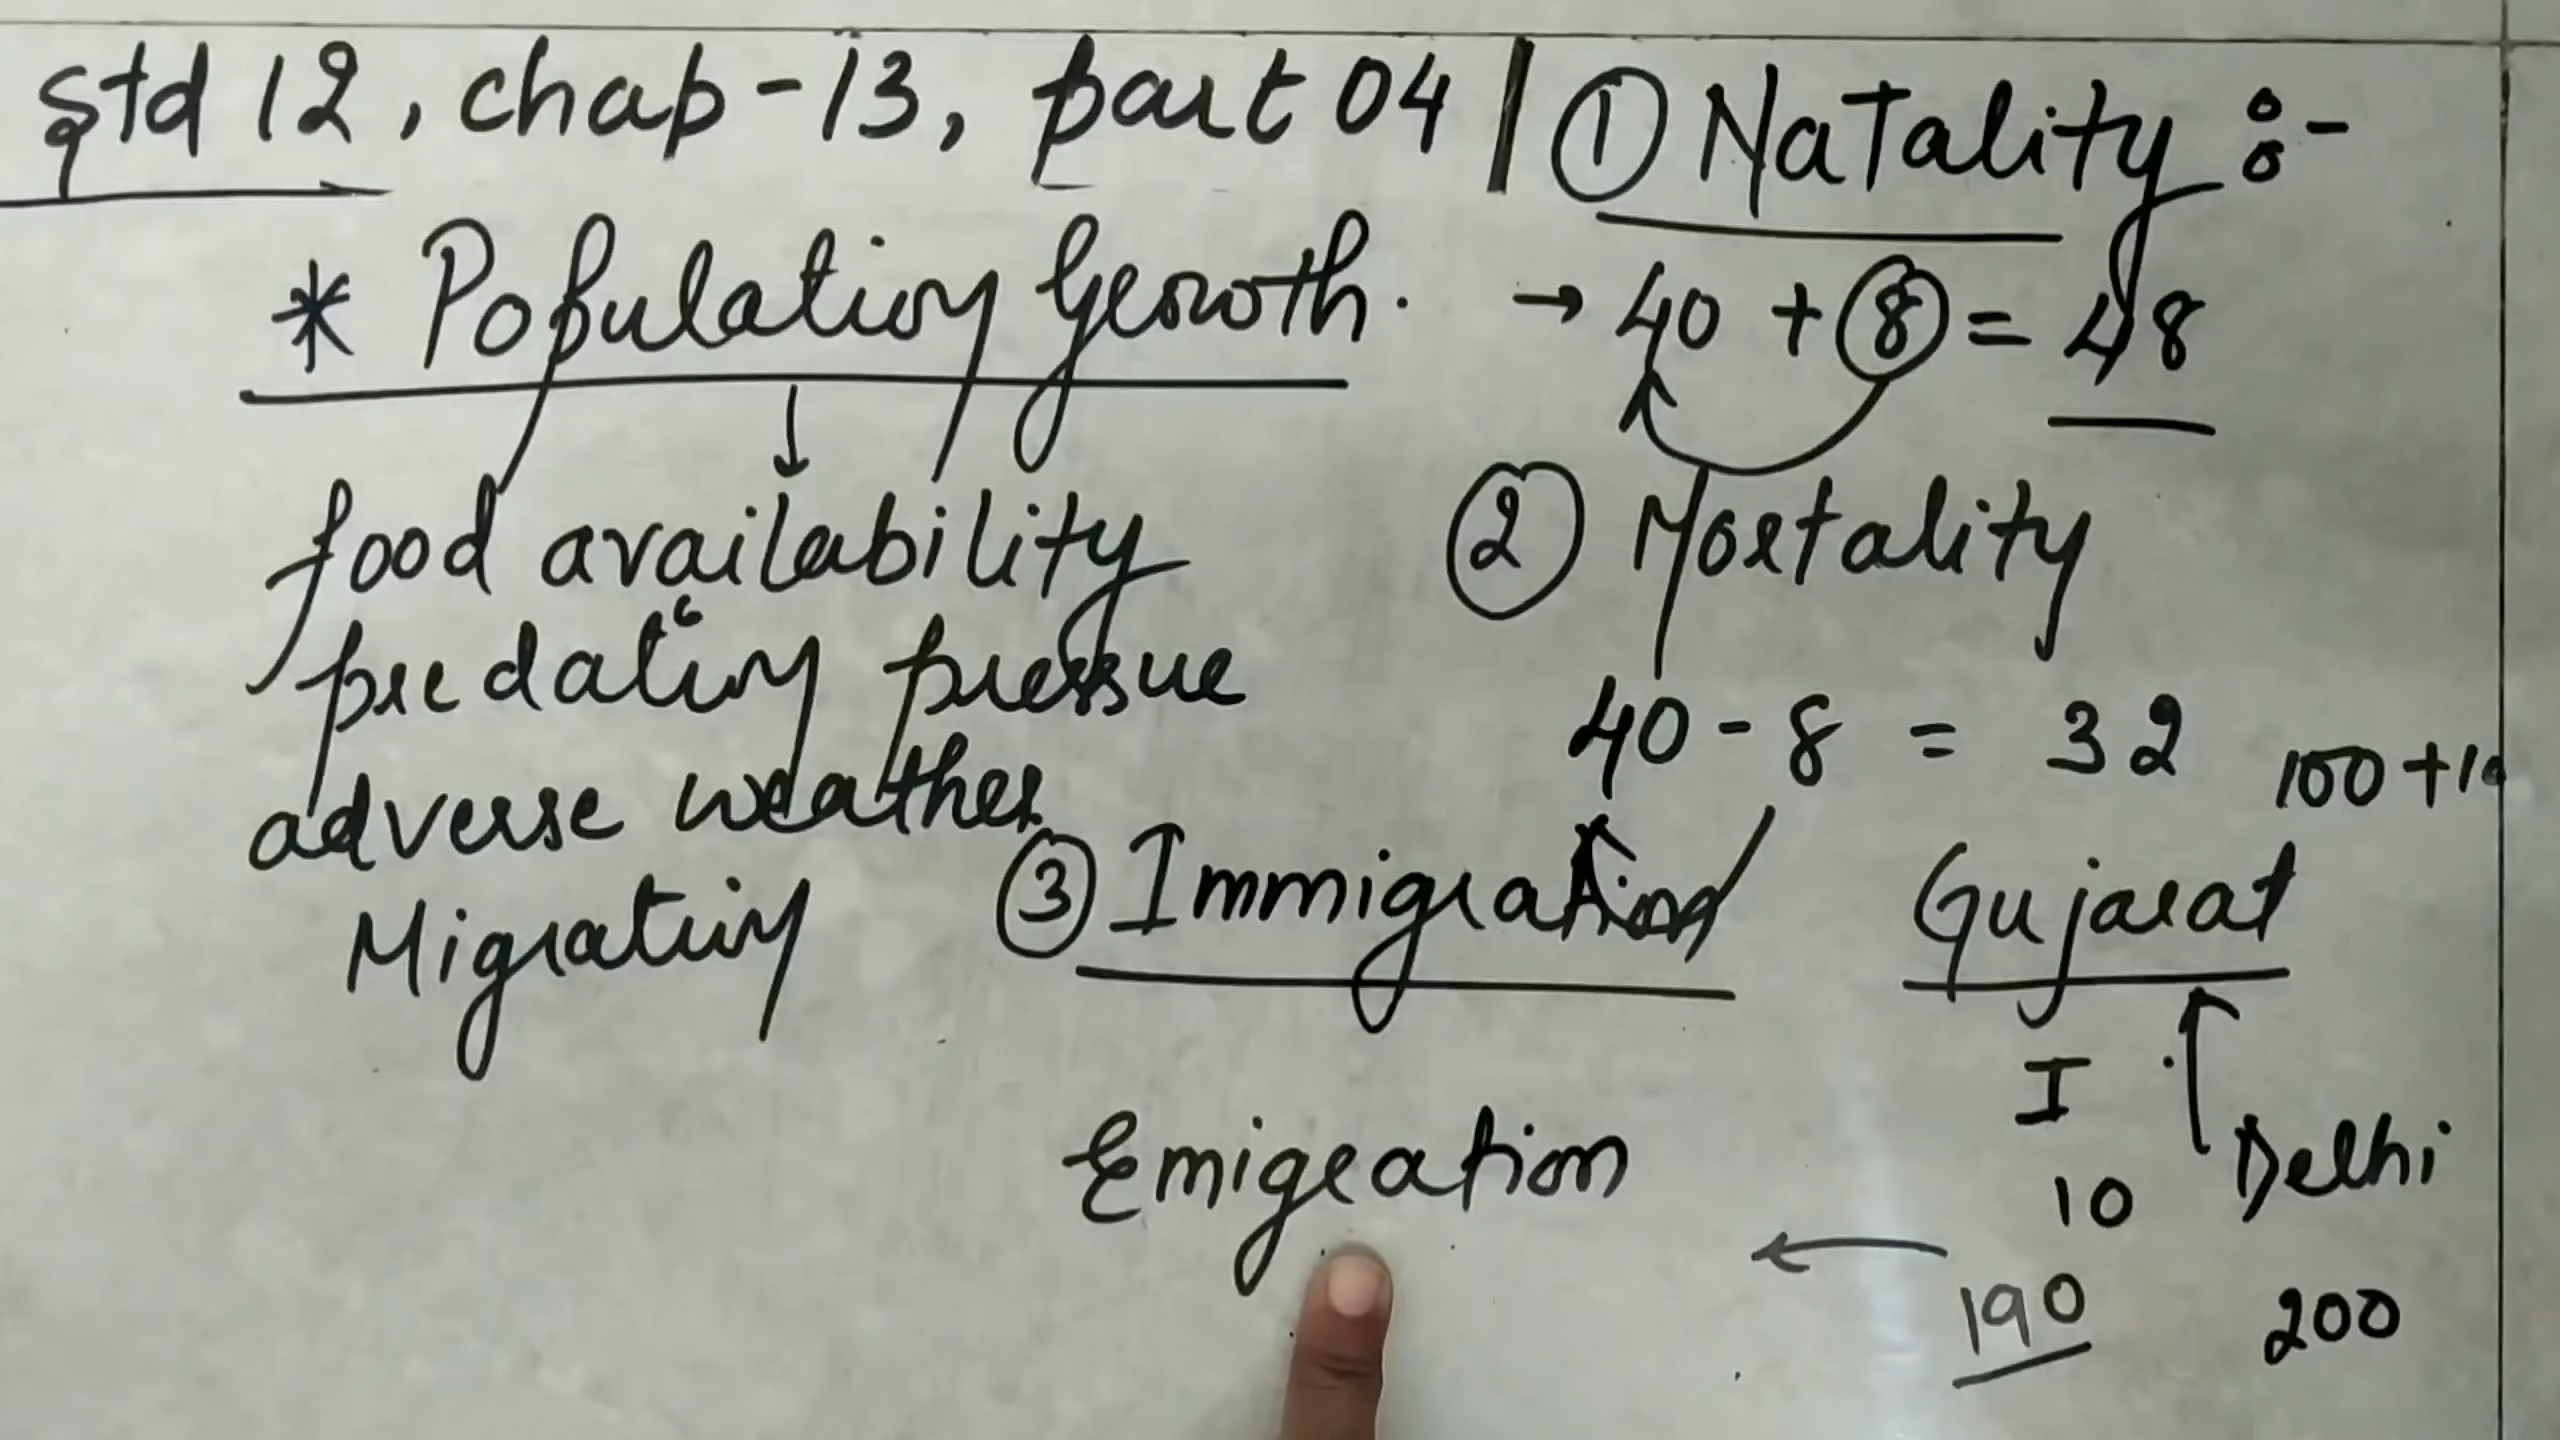 Std 12, chap-13, part 04
* Population Growth.
food availability
predation pressue
adverse weather
Migration
① Natality :-
→ 40 + 8 = 48
② Mortality
40 - 8 = 32
③ Immigration
Emigration
100 +10
Gujarat
I
10 Delhi
190 200